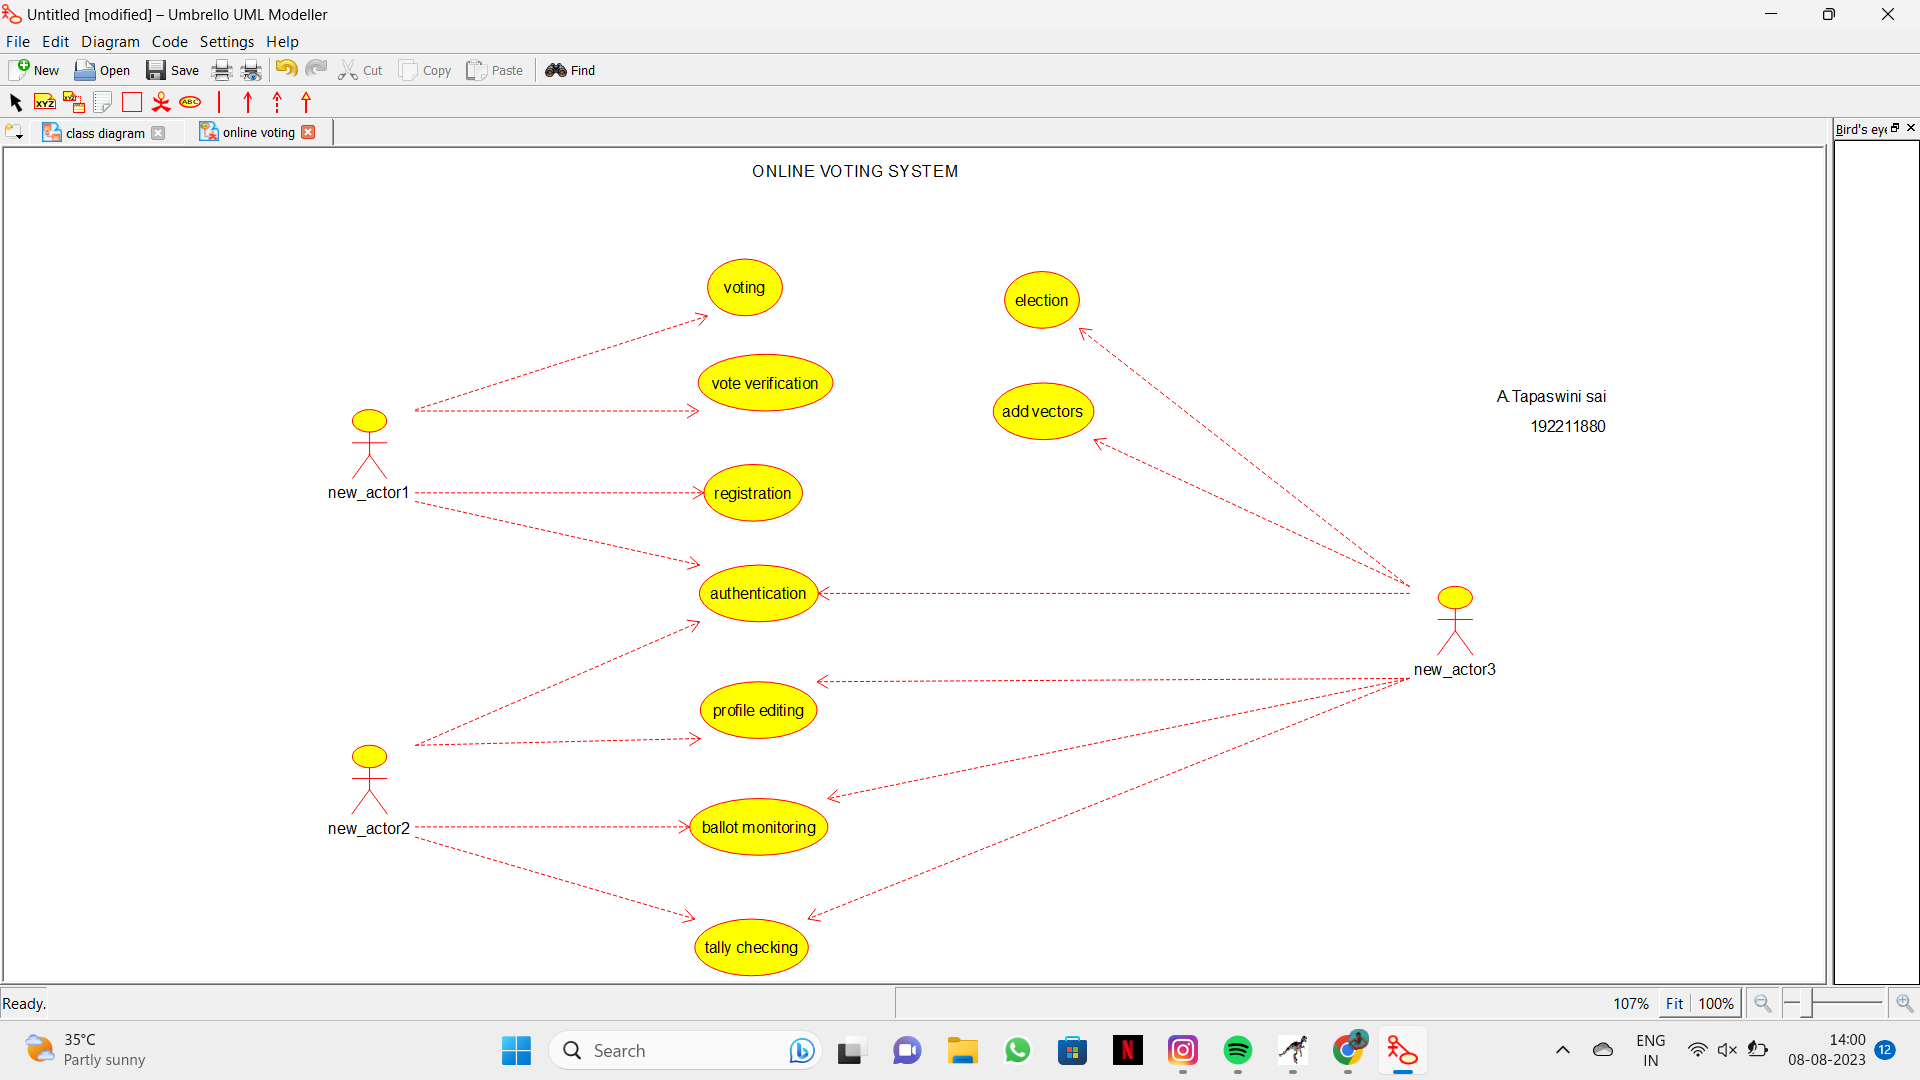 Untitled [modified] – Umbrello UML Modeller
File Edit Diagram Code Settings Help
New Open Save Cut Copy Paste Find
XYZ XYZ ABC
class diagram online voting Bird's eye
ONLINE VOTING SYSTEM
voting
election
vote verification
add vectors
A.Tapaswini sai
192211880
new_actor1
registration
authentication
new_actor3
profile editing
new_actor2
ballot monitoring
tally checking
Ready. 107% Fit 100%
35°C
Partly sunny
Search
N
ENG
IN
14:00
08-08-2023
12